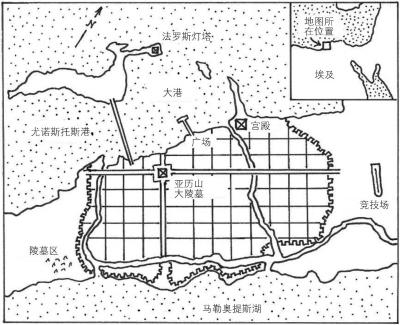 N
法罗斯灯塔
地图所
在位置
埃及
大港
尤诺斯托斯港
广场
宫殿
亚历山
大陵墓
竞技场
陵墓区
马勒奥提斯湖